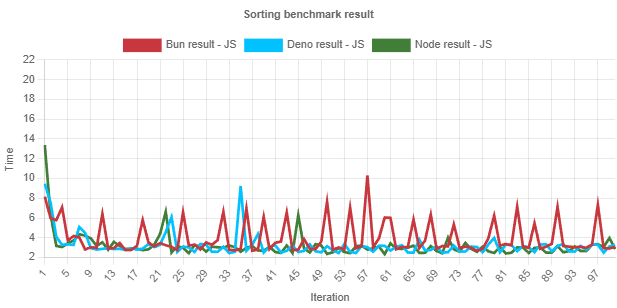 Sorting benchmark result
Bun result - JS Deno result - JS Node result - JS
22
20
18
16
14
12
10
8
6
4
2
Time
1 5 9 13 17 21 25 29 33 37 41 45 49 53 57 61 65 69 73 77 81 85 89 93 97
Iteration